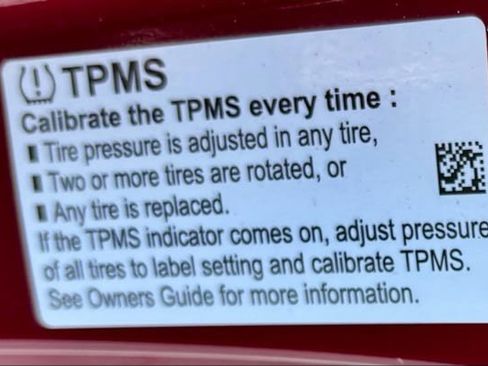 TPMS
Calibrate the TPMS every time :
Tire pressure is adjusted in any tire,
Two or more tires are rotated, or
Any tire is replaced.
If the TPMS indicator comes on, adjust pressure
of all tires to label setting and calibrate TPMS.
See Owners Guide for more information.